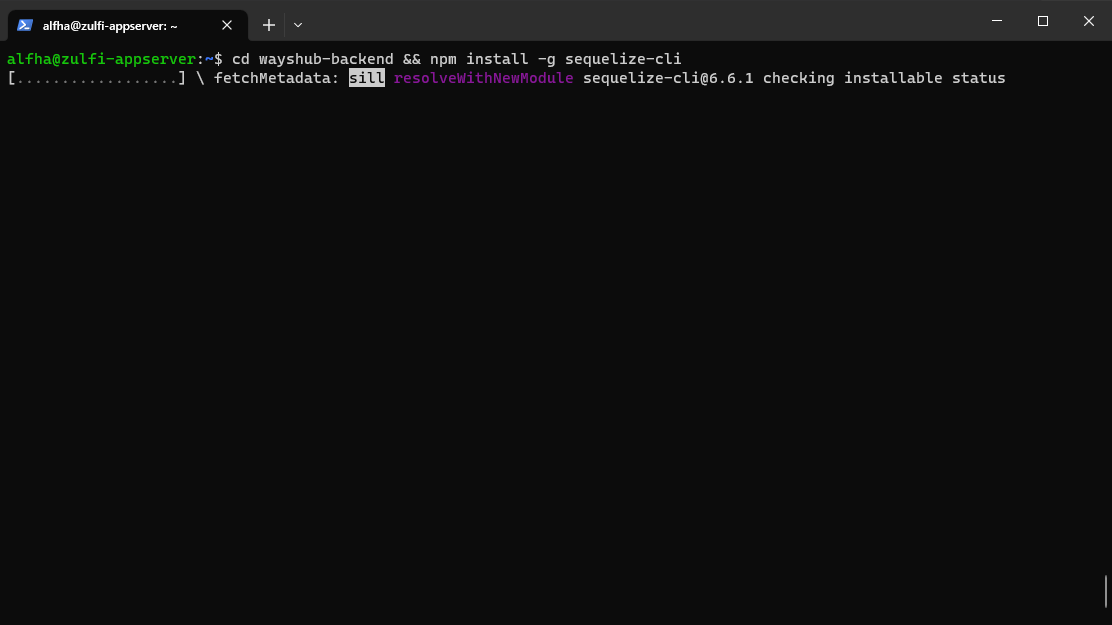 alfha@zulfi-appserver: ~
alfha@zulfi-appserver:~$ cd wayshub-backend && npm install -g sequelize-cli
[..................] \ fetchMetadata: sill resolveWithNewModule sequelize-cli@6.6.1 checking installable status